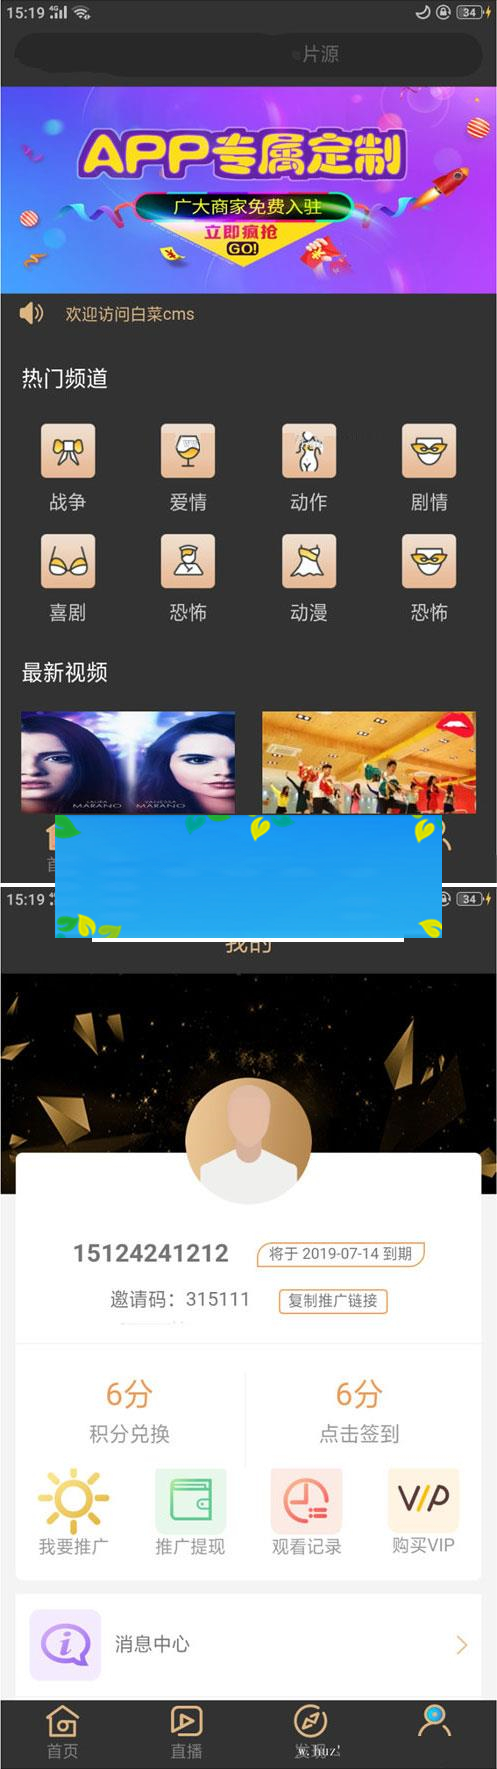 15:19 4G 34
片源
APP专属定制
广大商家免费入驻
立即疯抢
GO!
欢迎访问白菜cms
热门频道
战争 爱情 动作 剧情
喜剧 恐怖 动漫 恐怖
最新视频
LAURA MARANO VANESSA MARANO
15:19 34
我的
15124241212 将于 2019-07-14 到期
邀请码：315111 复制推广链接
6分 6分
积分兑换 点击签到
VIP
我要推广 推广提现 观看记录 购买VIP
消息中心
首页 直播 发现
w.huz'